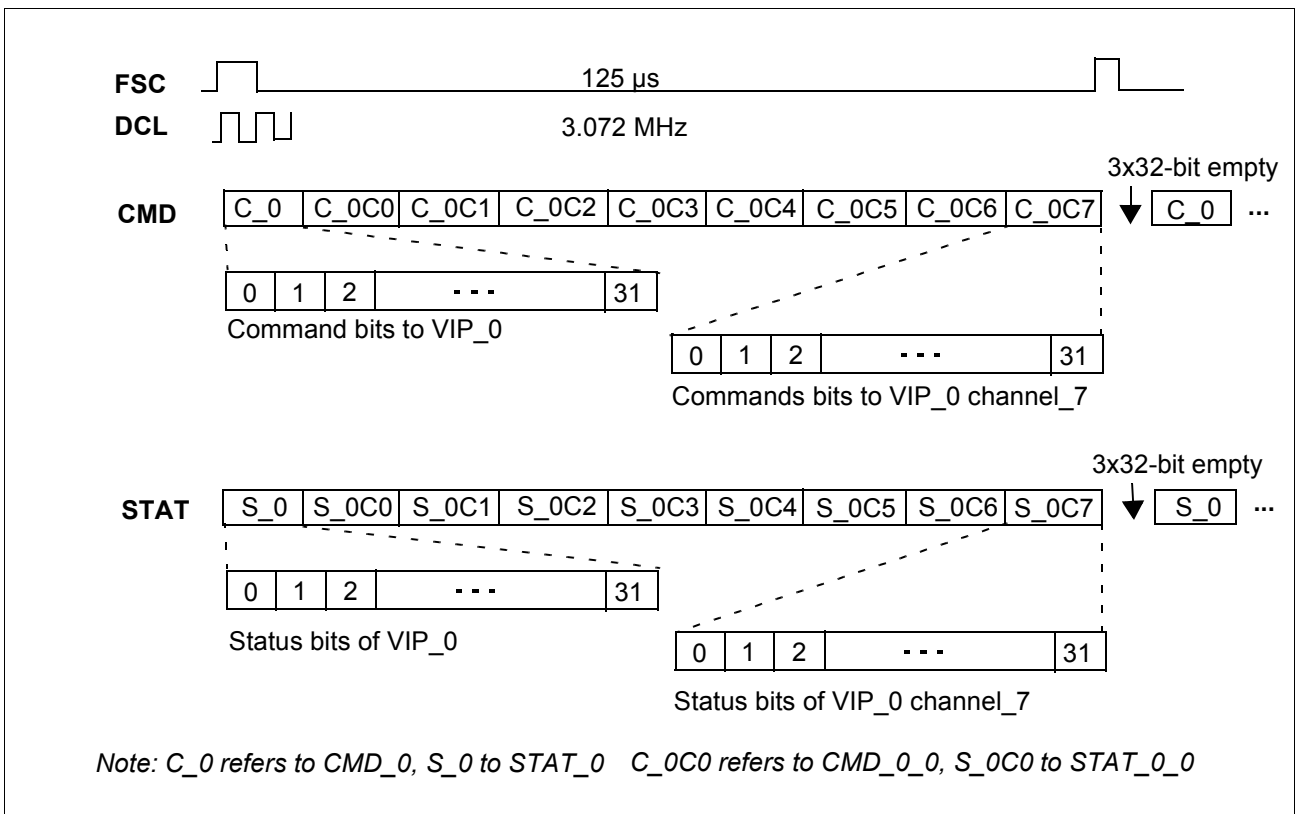 FSC 125 µs
DCL 3.072 MHz
3x32-bit empty
CMD C_0 C_0C0 C_0C1 C_0C2 C_0C3 C_0C4 C_0C5 C_0C6 C_0C7 C_0 ...
0 1 2 - - - 31
Command bits to VIP_0
0 1 2 - - - 31
Commands bits to VIP_0 channel_7
3x32-bit empty
STAT S_0 S_0C0 S_0C1 S_0C2 S_0C3 S_0C4 S_0C5 S_0C6 S_0C7 S_0 ...
0 1 2 - - - 31
Status bits of VIP_0
0 1 2 - - - 31
Status bits of VIP_0 channel_7
Note: C_0 refers to CMD_0, S_0 to STAT_0 C_0C0 refers to CMD_0_0, S_0C0 to STAT_0_0